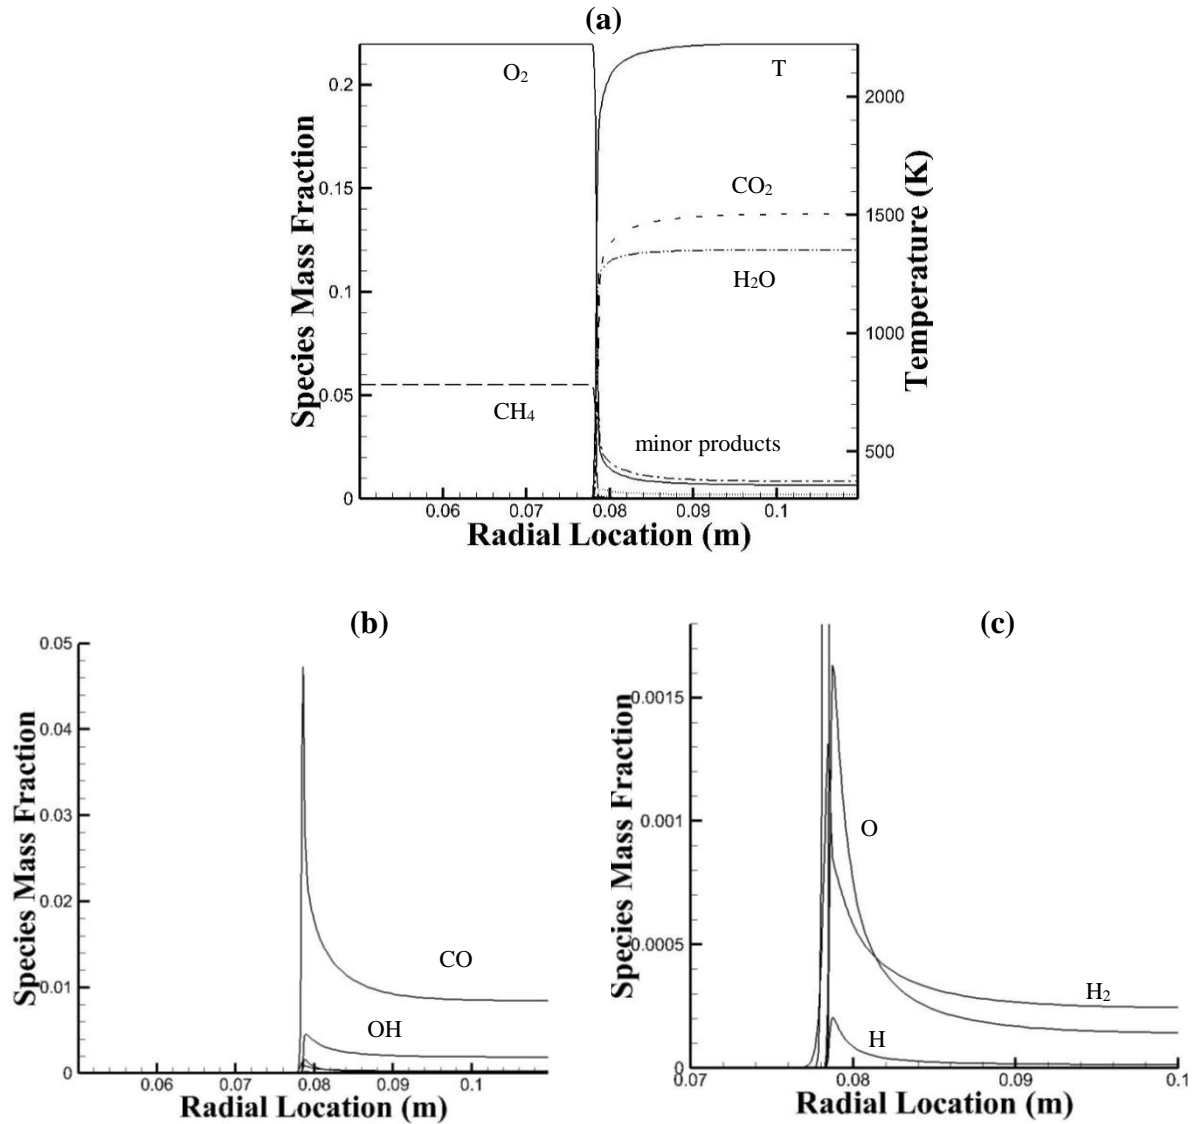 (a)
O₂
T
CO₂
H₂O
CH₄
minor products
Species Mass Fraction
0.2
0.15
0.1
0.05
0
Temperature (K)
2000
1500
1000
500
0.06
0.07
0.08
0.09
0.1
Radial Location (m)
(b)
CO
OH
Species Mass Fraction
0.05
0.04
0.03
0.02
0.01
0
0.06
0.07
0.08
0.09
0.1
Radial Location (m)
(c)
O
H₂
H
Species Mass Fraction
0.0015
0.001
0.0005
0
0.07
0.08
0.09
0.1
Radial Location (m)